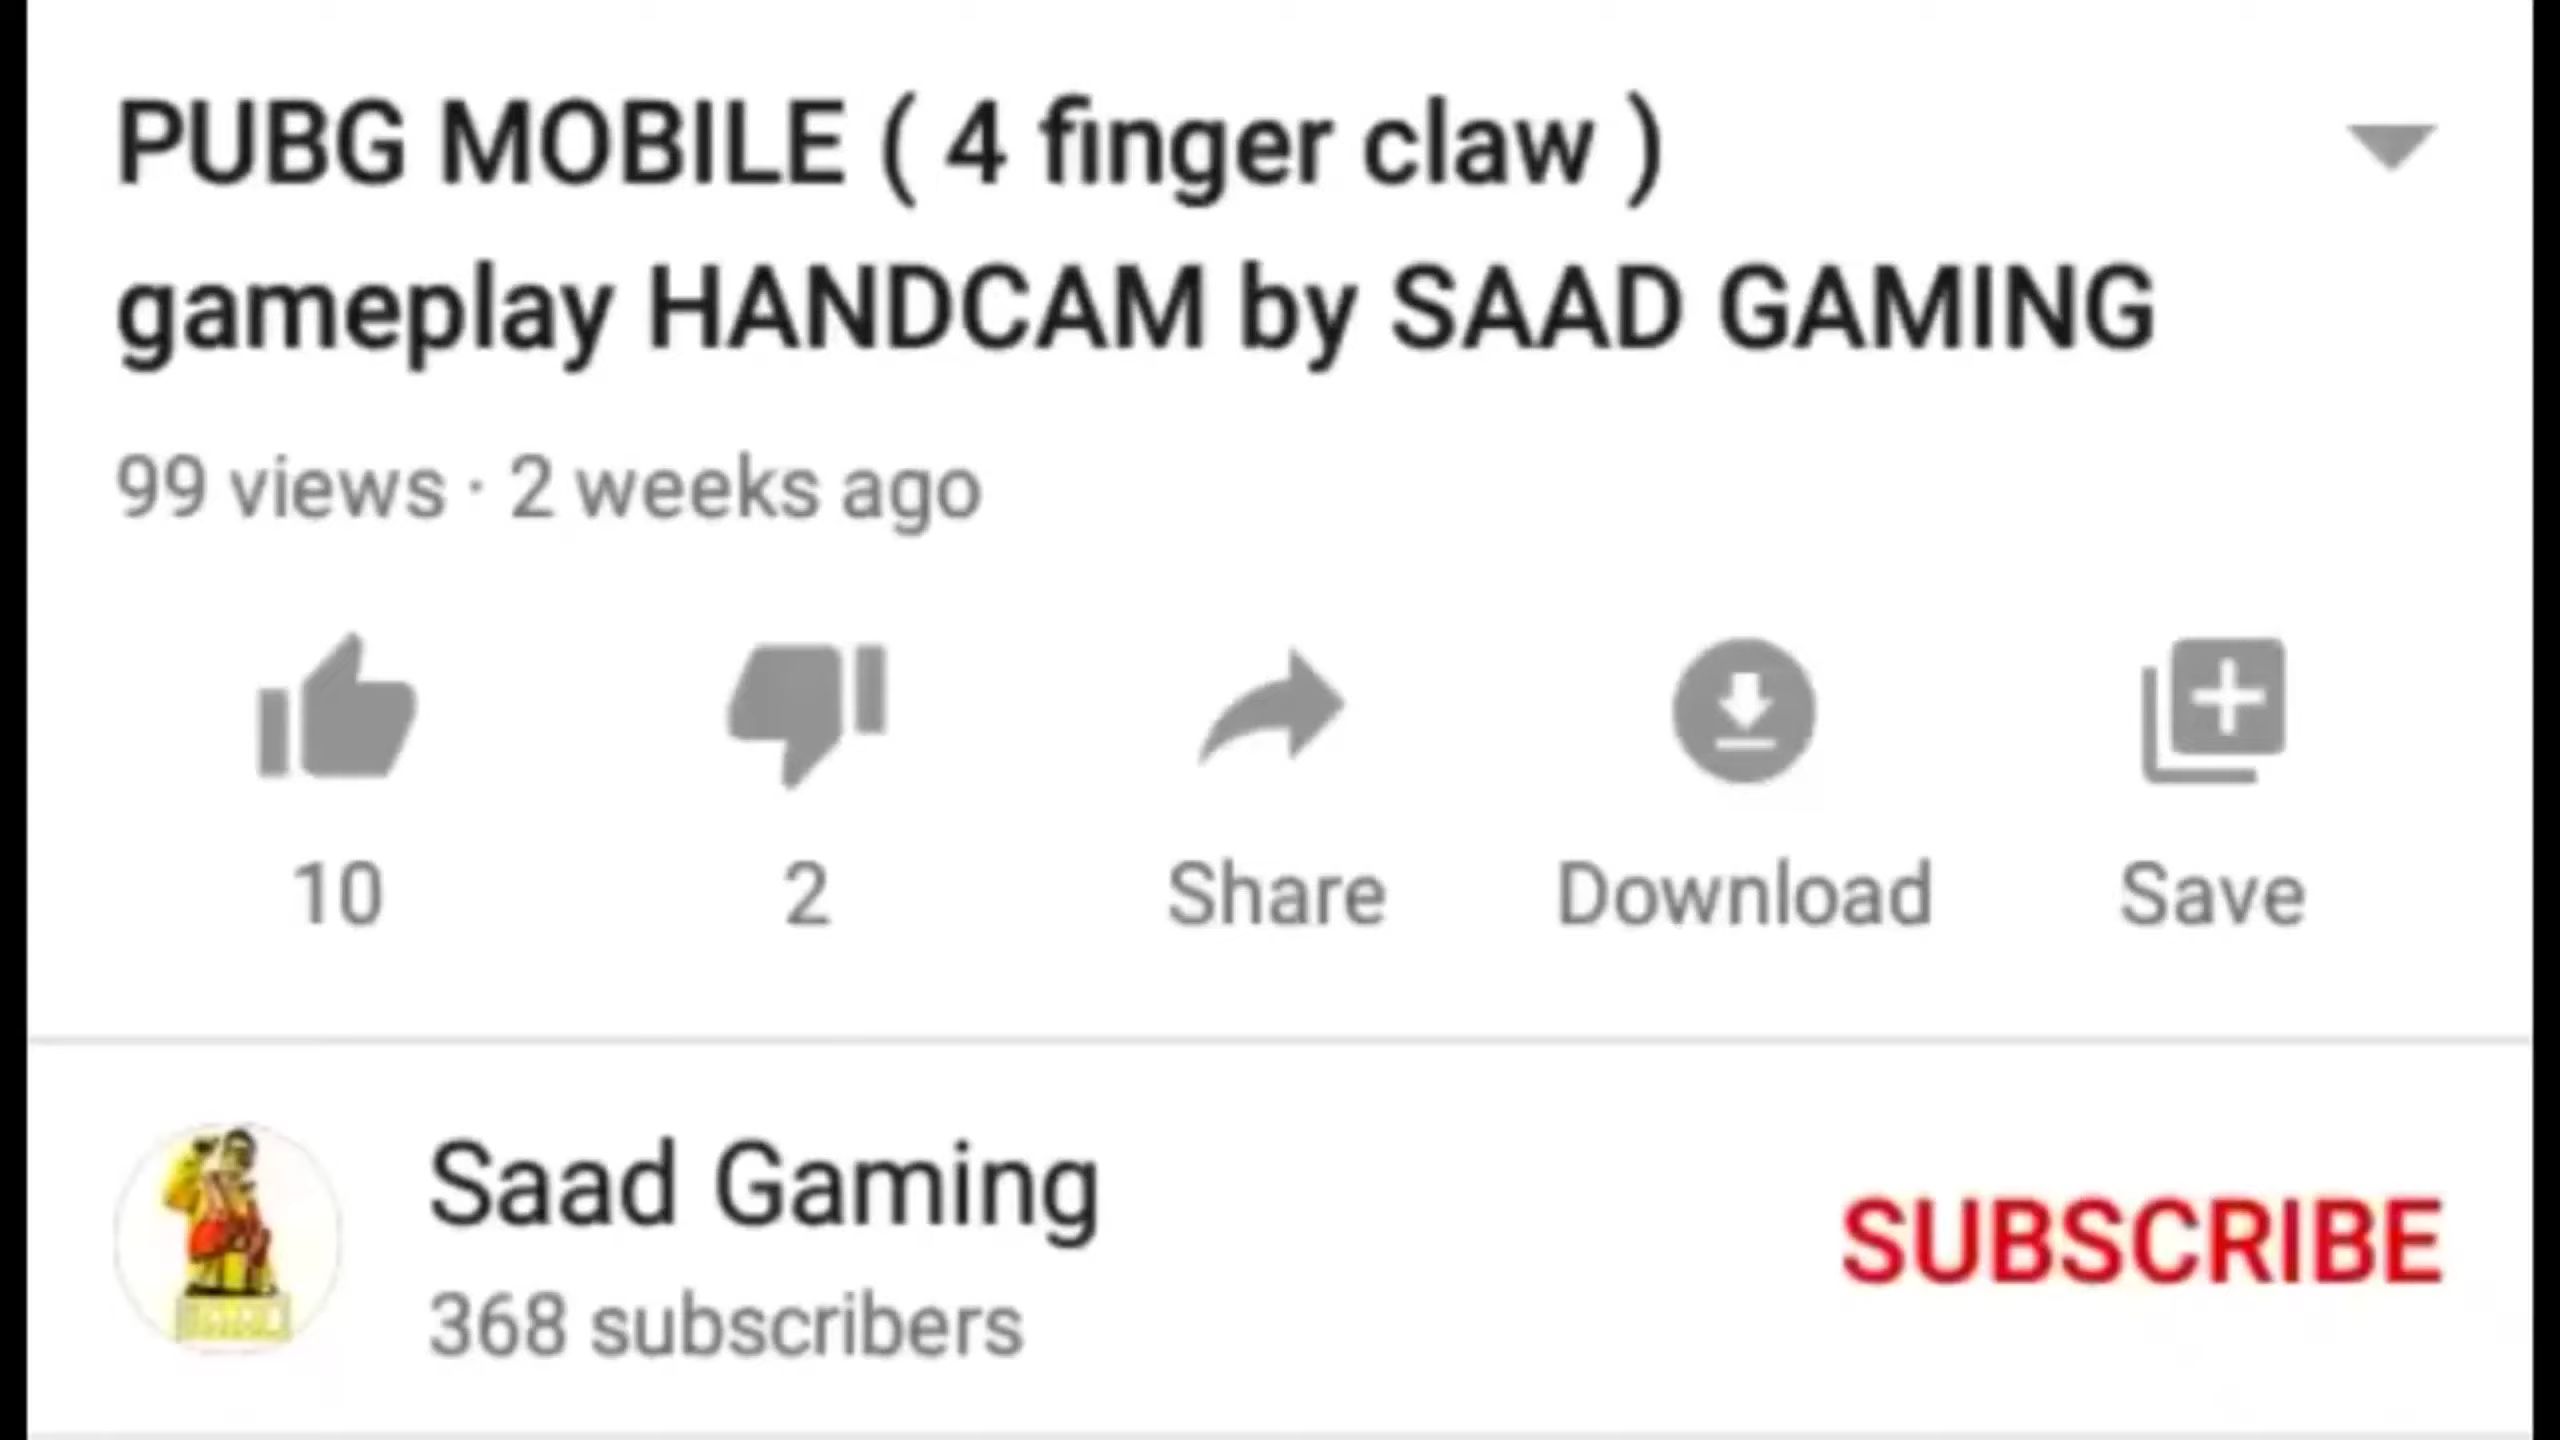 PUBG MOBILE ( 4 finger claw )
gameplay HANDCAM by SAAD GAMING
99 views · 2 weeks ago
10
2
Share
Download
Save
Saad Gaming
368 subscribers
SUBSCRIBE